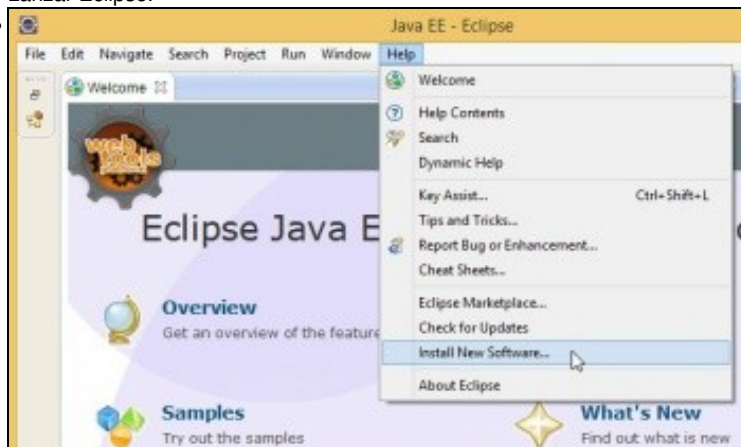 Lanzar Eclipse.
Java EE - Eclipse
File Edit Navigate Search Project Run Window Help
Welcome
Welcome
Help Contents
Search
Dynamic Help
Key Assist... Ctrl+Shift+L
Tips and Tricks...
Report Bug or Enhancement...
Cheat Sheets...
Eclipse Marketplace...
Check for Updates
Install New Software...
About Eclipse
web
tools
Eclipse Java E
Overview
Get an overview of the feature
Samples
Try out the samples
What's New
Find out what is new